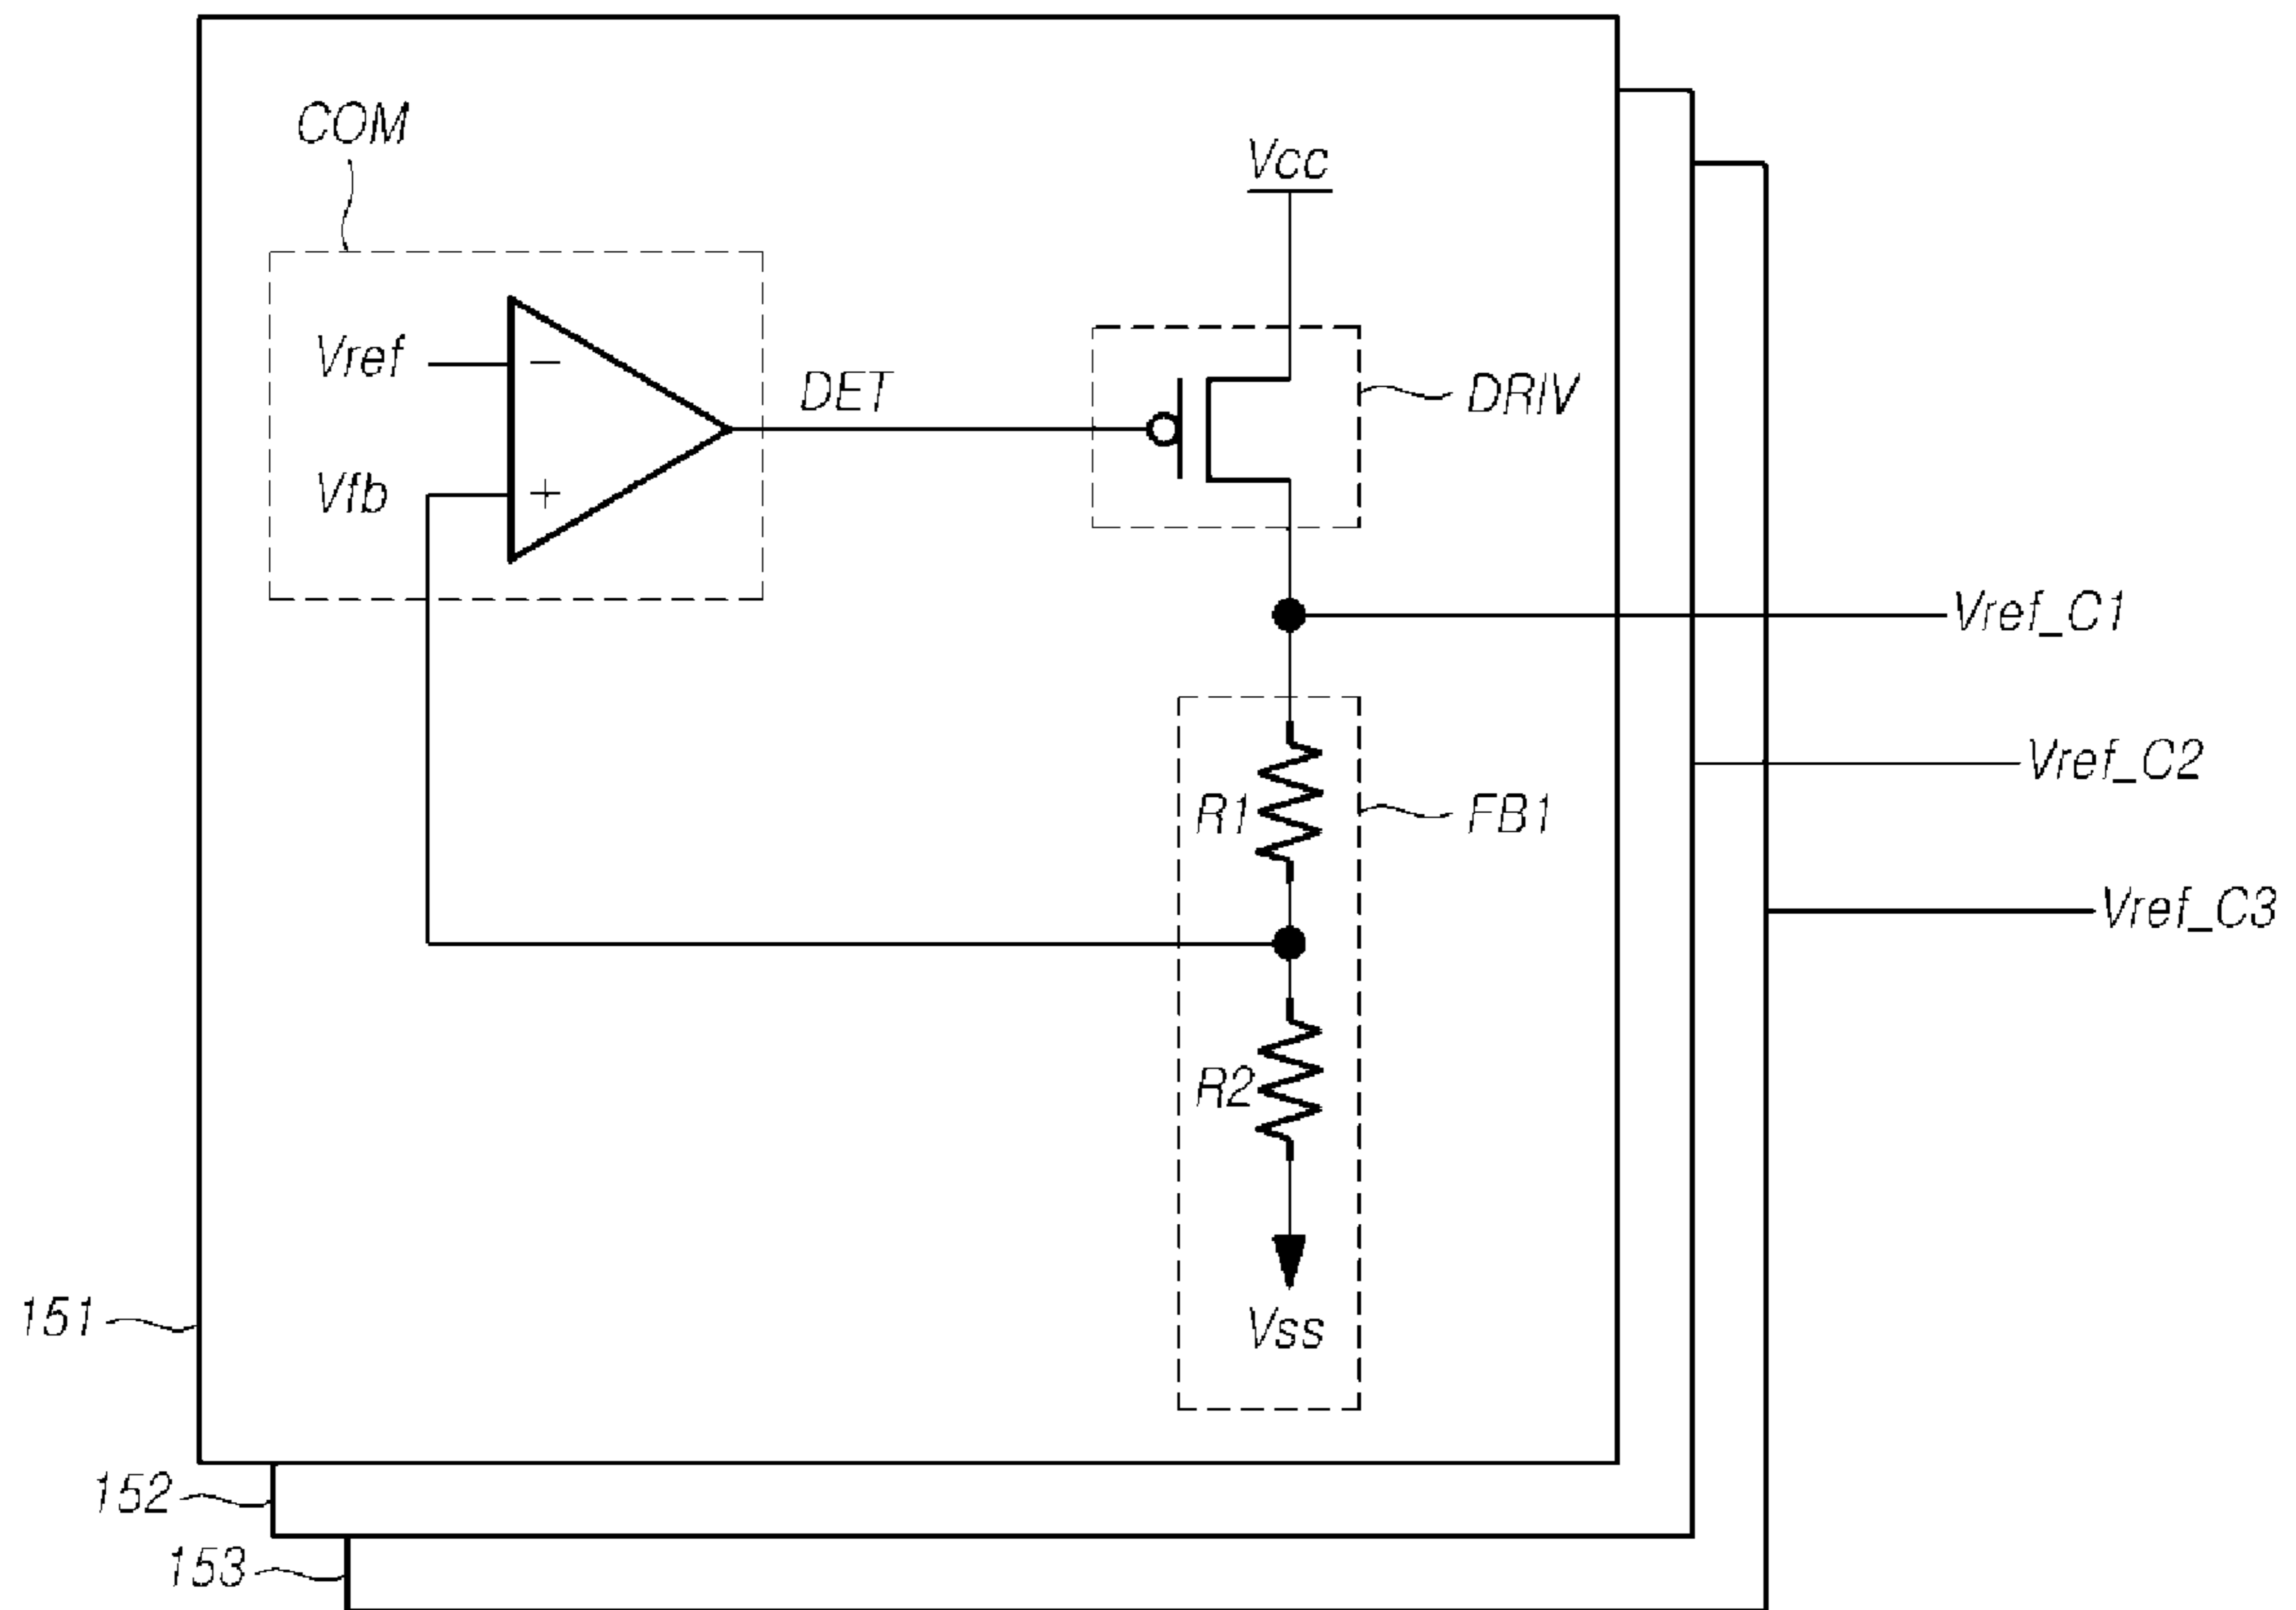 COM
Vcc
Vref
−
DET
DRIV
Vfb
+
Vref_C1
Vref_C2
R1
FB1
Vref_C3
R2
151
Vss
152
153